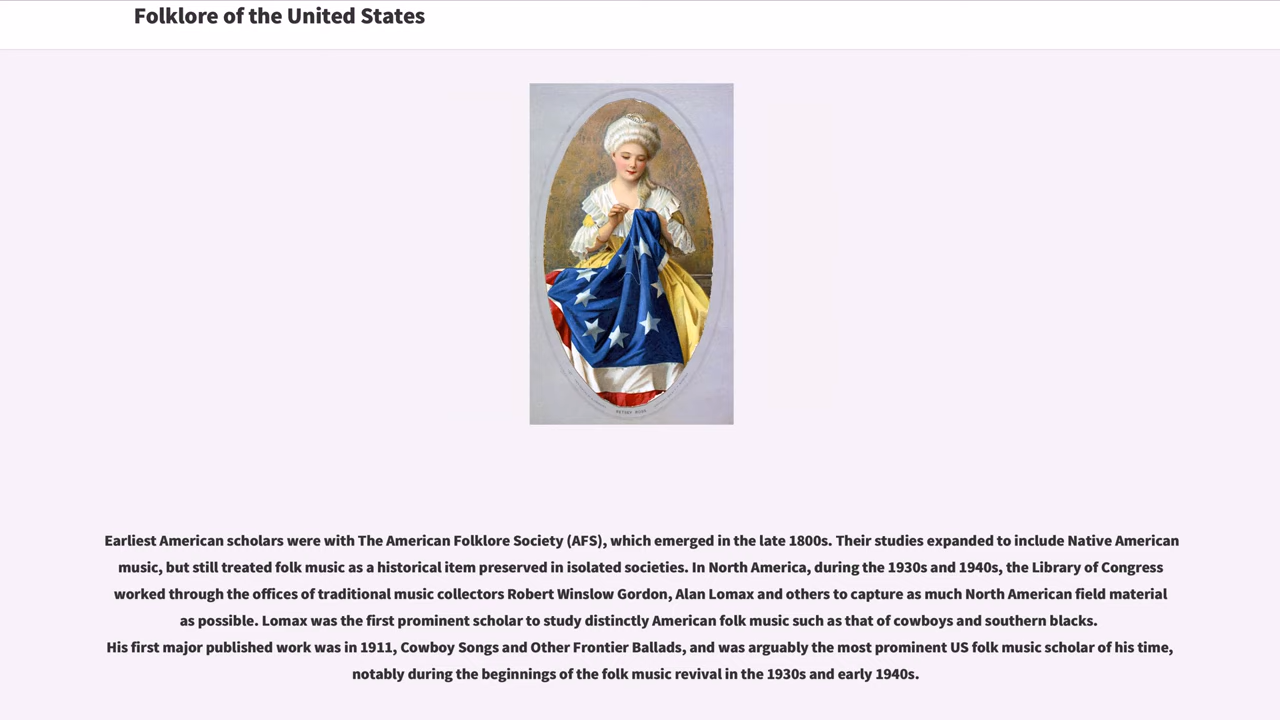 Folklore of the United States
BETSEY ROSS
Earliest American scholars were with The American Folklore Society (AFS), which emerged in the late 1800s. Their studies expanded to include Native American
music, but still treated folk music as a historical item preserved in isolated societies. In North America, during the 1930s and 1940s, the Library of Congress
worked through the offices of traditional music collectors Robert Winslow Gordon, Alan Lomax and others to capture as much North American field material
as possible. Lomax was the first prominent scholar to study distinctly American folk music such as that of cowboys and southern blacks.
His first major published work was in 1911, Cowboy Songs and Other Frontier Ballads, and was arguably the most prominent US folk music scholar of his time,
notably during the beginnings of the folk music revival in the 1930s and early 1940s.